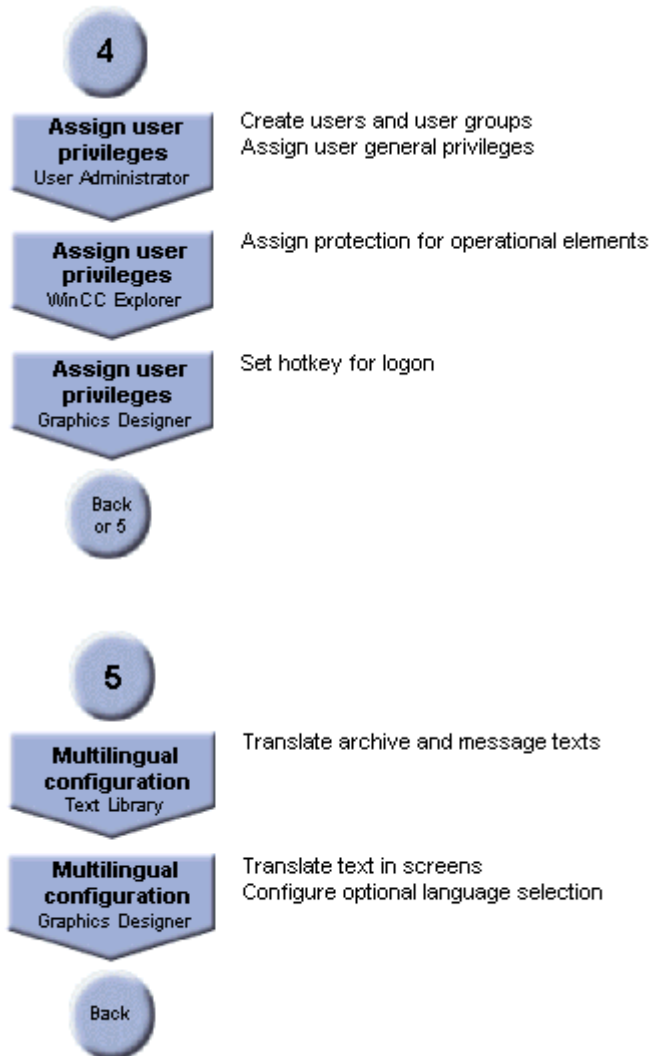 4
Assign user
privileges
User Administrator
Create users and user groups
Assign user general privileges
Assign user
privileges
WinCC Explorer
Assign protection for operational elements
Assign user
privileges
Graphics Designer
Set hotkey for logon
Back
or 5
5
Multilingual
configuration
Text Library
Translate archive and message texts
Multilingual
configuration
Graphics Designer
Translate text in screens
Configure optional language selection
Back